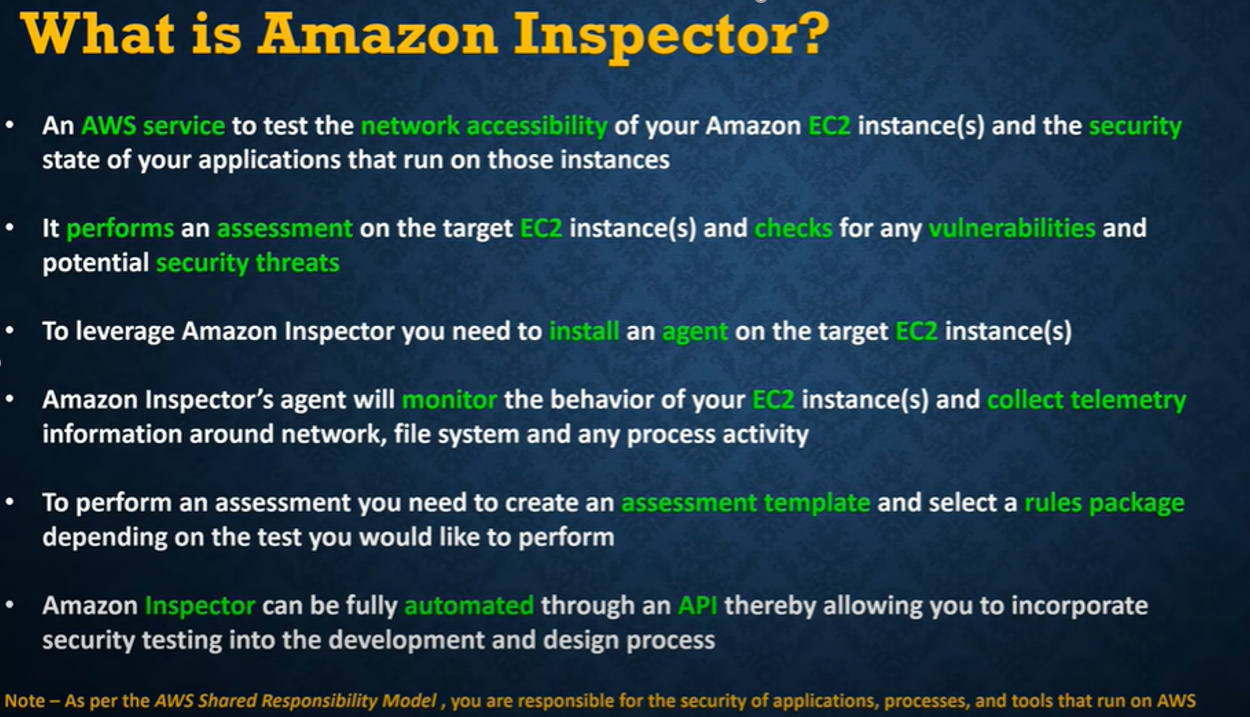 What is Amazon Inspector?
• An AWS service to test the network accessibility of your Amazon EC2 instance(s) and the security
state of your applications that run on those instances
• It performs an assessment on the target EC2 instance(s) and checks for any vulnerabilities and
potential security threats
• To leverage Amazon Inspector you need to install an agent on the target EC2 instance(s)
• Amazon Inspector’s agent will monitor the behavior of your EC2 instance(s) and collect telemetry
information around network, file system and any process activity
• To perform an assessment you need to create an assessment template and select a rules package
depending on the test you would like to perform
• Amazon Inspector can be fully automated through an API thereby allowing you to incorporate
security testing into the development and design process
Note – As per the AWS Shared Responsibility Model , you are responsible for the security of applications, processes, and tools that run on AWS